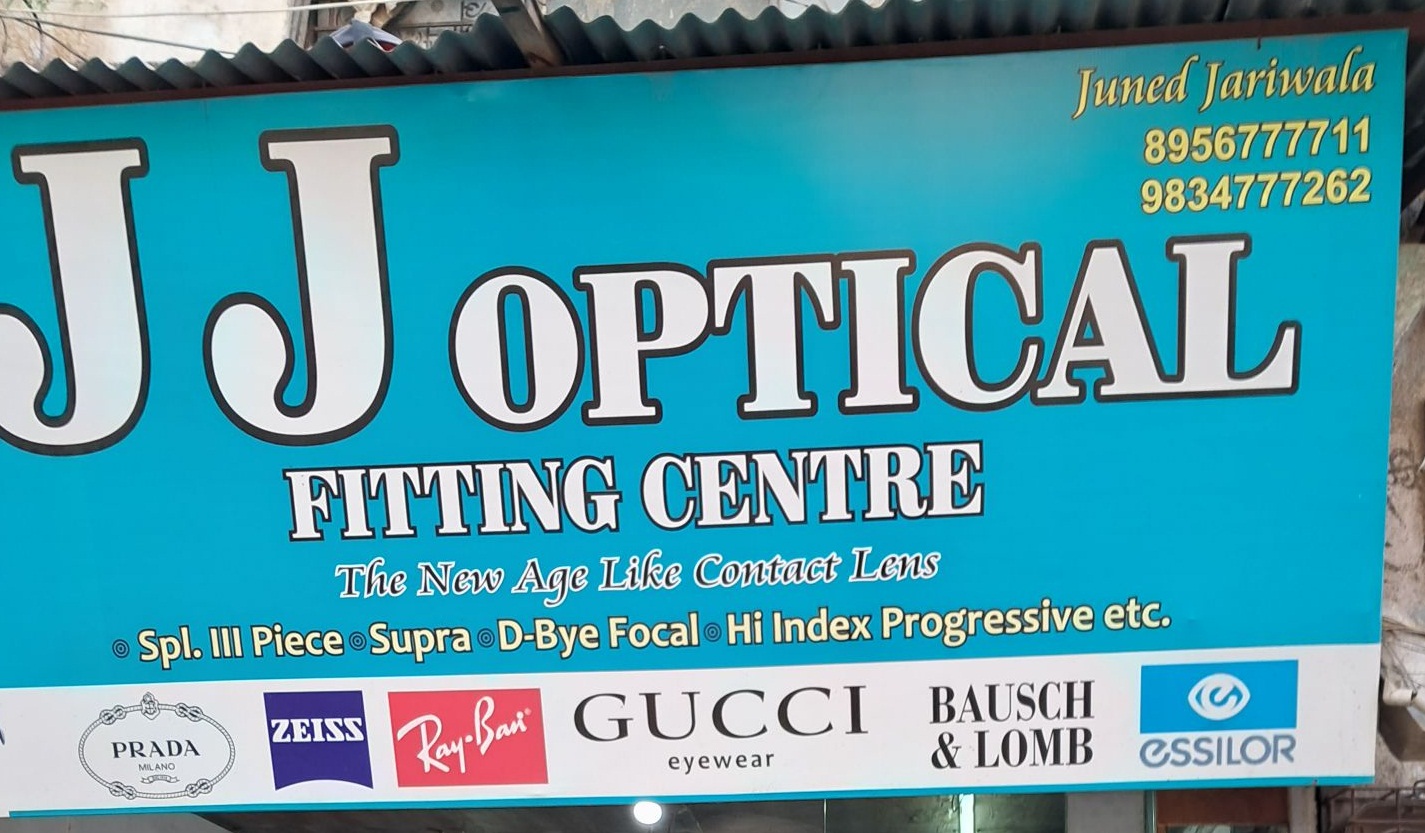 Juned Jariwala
8956777711
9834777262
J J OPTICAL
FITTING CENTRE
The New Age Like Contact Lens
Spl. III Piece Supra D-Bye Focal Hi Index Progressive etc.
PRADA
MILANO
ZEISS
Ray-Ban
GUCCI
eyewear
BAUSCH
& LOMB
essilor